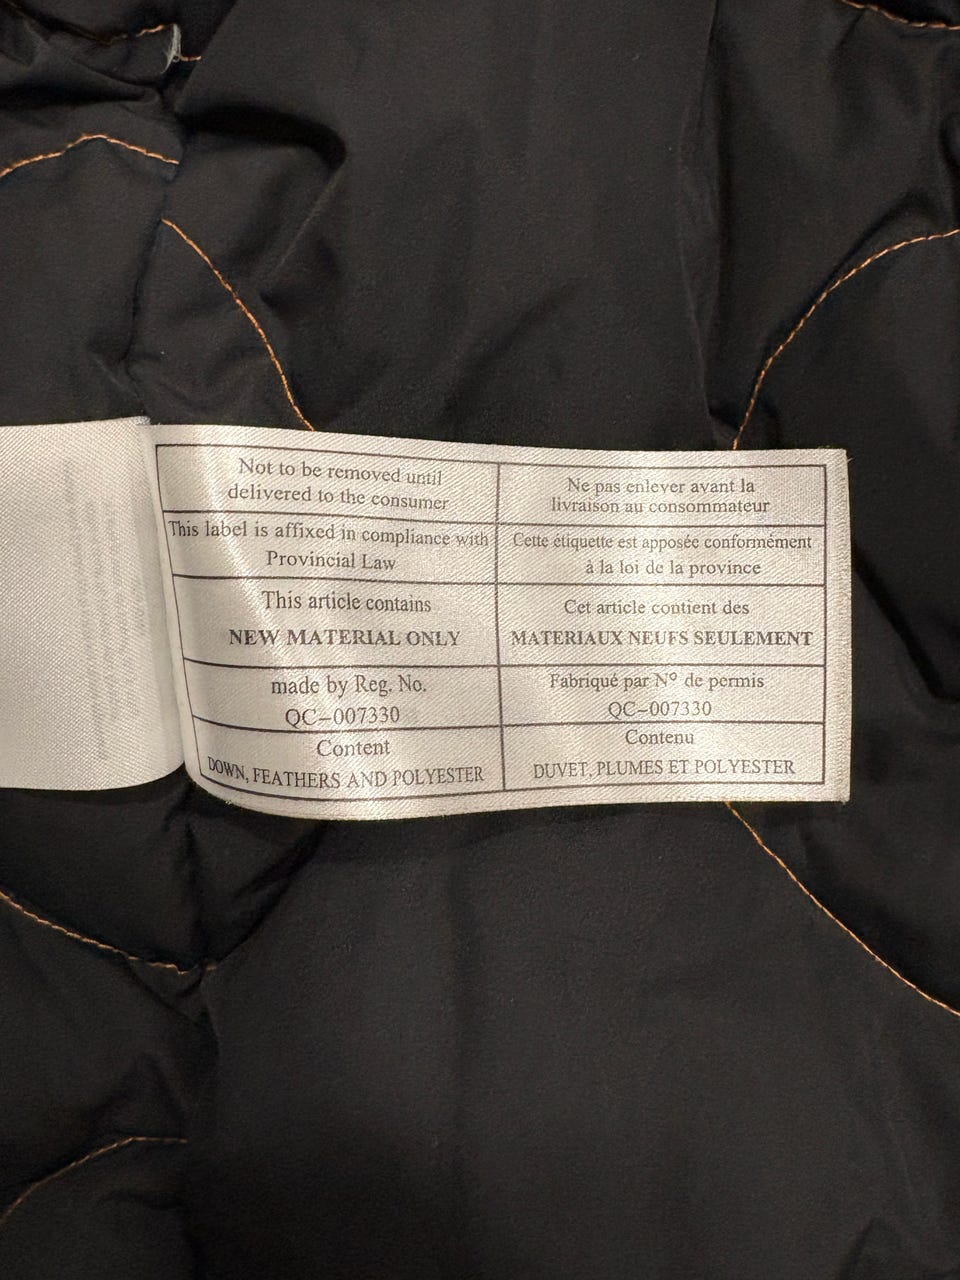 Not to be removed until
delivered to the consumer
Ne pas enlever avant la
livraison au consommateur
This label is affixed in compliance with
Provincial Law
Cette étiquette est apposée conformément
à la loi de la province
This article contains
NEW MATERIAL ONLY
Cet article contient des
MATERIAUX NEUFS SEULEMENT
made by Reg. No.
QC-007330
Fabriqué par Nº de permis
QC-007330
Content
DOWN, FEATHERS AND POLYESTER
Contenu
DUVET, PLUMES ET POLYESTER